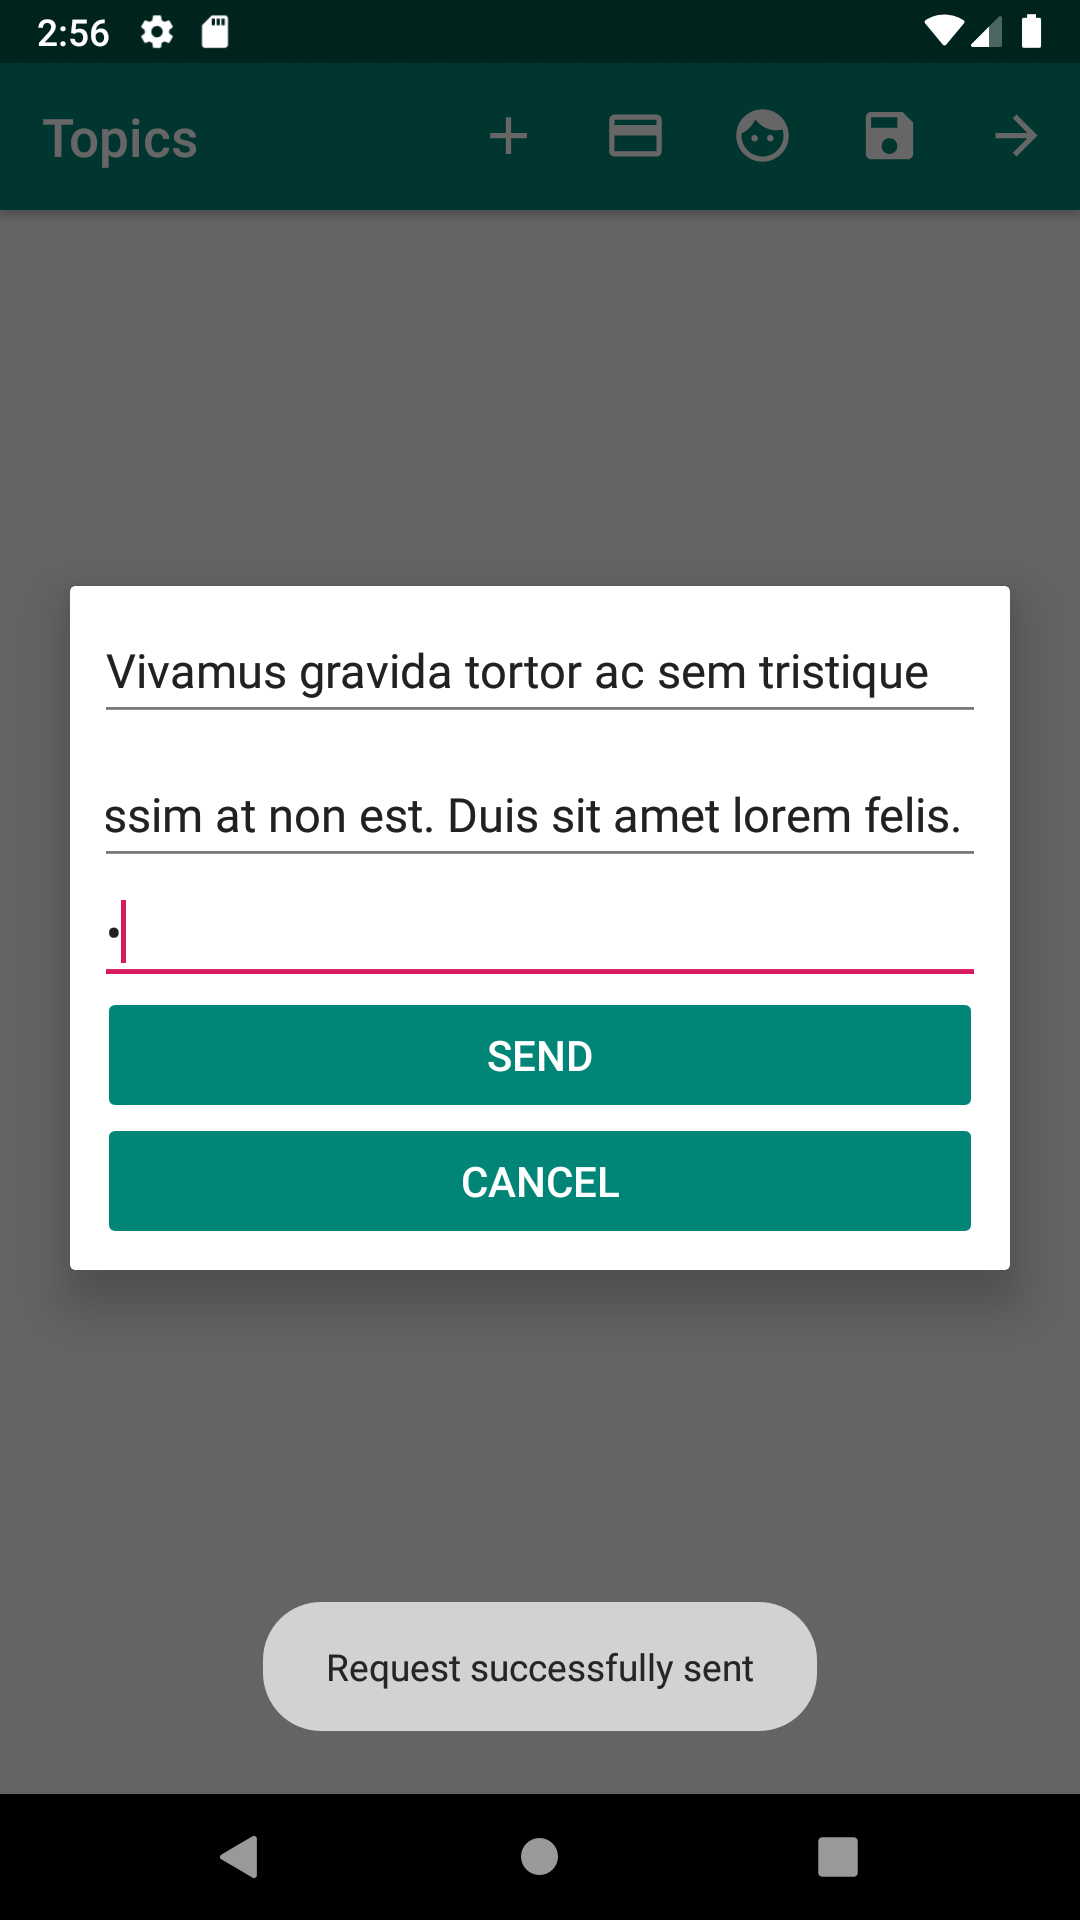 2:56
Topics
Vivamus gravida tortor ac sem tristique
ssim at non est. Duis sit amet lorem felis.
•
SEND
CANCEL
Request successfully sent